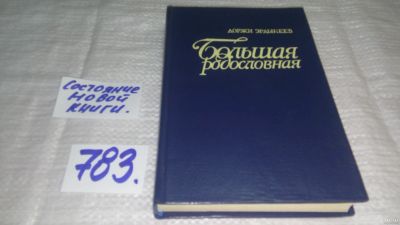 Состояние
новой
книги.
783.
ДОРЖИ ЭРДЫНЕЕВ
Большая
родословная